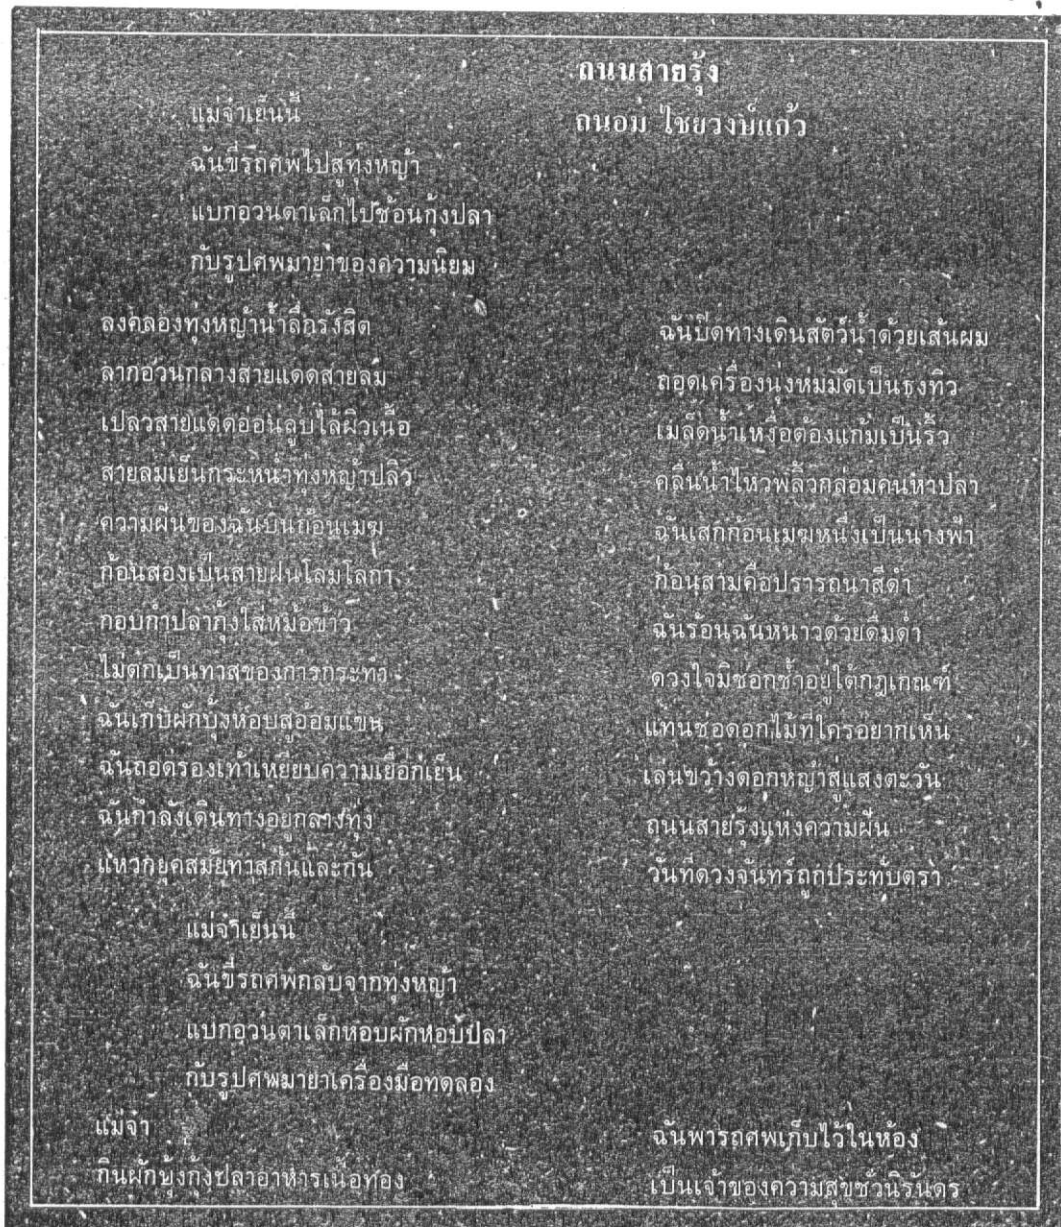 ถนนสายรุ้ง
ถนอม ไชยวงษ์แก้ว
แม่จ๋าเย็นนี้
ฉันขี่รถศพไปสู่ทุ่งหญ้า
แบกอวนตาเล็กไปช้อนกุ้งปลา
กับรูปศพมายาของความนิยม
ลงคลองทุ่งหญ้าน้ำลึกรังสิต
ฉันปิดทางเดินสัตว์น้ำด้วยเส้นผม
ลากอวนกลางสายแดดสายลม
ถอดเครื่องนุ่งห่มมัดเป็นธงทิว
เปลวสายแดดอ่อนลูบไล้ผิวเนื้อ
เมล็ดน้ำเหงื่อต้องแก้มเป็นริ้ว
สายลมเย็นกระหน่ำทุ่งหญ้าปลิว
คลื่นน้ำไหวพลิ้วกล่อมคนหาปลา
ความฝันของฉันบนก้อนเมฆ
ฉันเสกก้อนเมฆหนึ่งเป็นนางฟ้า
ก้อนสองเป็นสายฝนโลมโลกา
ก้อนสามคือปรารถนาสีดำ
กอบกำปลากุ้งใส่หม้อข้าว
ฉันร้อนฉันหนาวด้วยดื่มด่ำ
ไม่ตกเป็นทาสของการกระทำ
ดวงใจมิชอกช้ำอยู่ใต้กฎเกณฑ์
ฉันเก็บผักบุ้งหอบสู่อ้อมแขน
แทนช่อดอกไม้ที่ใครอยากเห็น
ฉันถอดรองเท้าเหยียบความเยือกเย็น
เล่นขว้างดอกหญ้าสู่แสงตะวัน
ฉันกำลังเดินทางอยู่กลางทุ่ง
ถนนสายรุ้งแห่งความฝัน
แหวกยุคสมัยทาสกันและกัน
วันที่ดวงจันทร์ถูกประทับตรา
แม่จ๋าเย็นนี้
ฉันขี่รถศพกลับจากทุ่งหญ้า
แบกอวนตาเล็กหอบผักหอบปลา
กับรูปศพมายาเครื่องมือทดลอง
แม่จ๋า
ฉันพารถศพเก็บไว้ในห้อง
กินผักบุ้งกุ้งปลาอาหารเนื้อทอง
เป็นเจ้าของความสุขชั่วนิรันดร